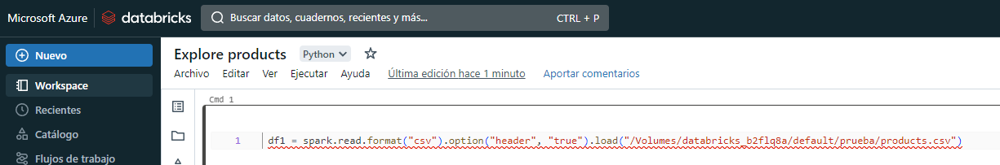 Microsoft Azure databricks Buscar datos, cuadernos, recientes y más... CTRL + P
Nuevo
Workspace
Recientes
Catálogo
Flujos de trabajo
Explore products Python
Archivo Editar Ver Ejecutar Ayuda Última edición hace 1 minuto Aportar comentarios
Cmd 1
1 df1 = spark.read.format("csv").option("header", "true").load("/Volumes/databricks_b2flq8a/default/prueba/products.csv")